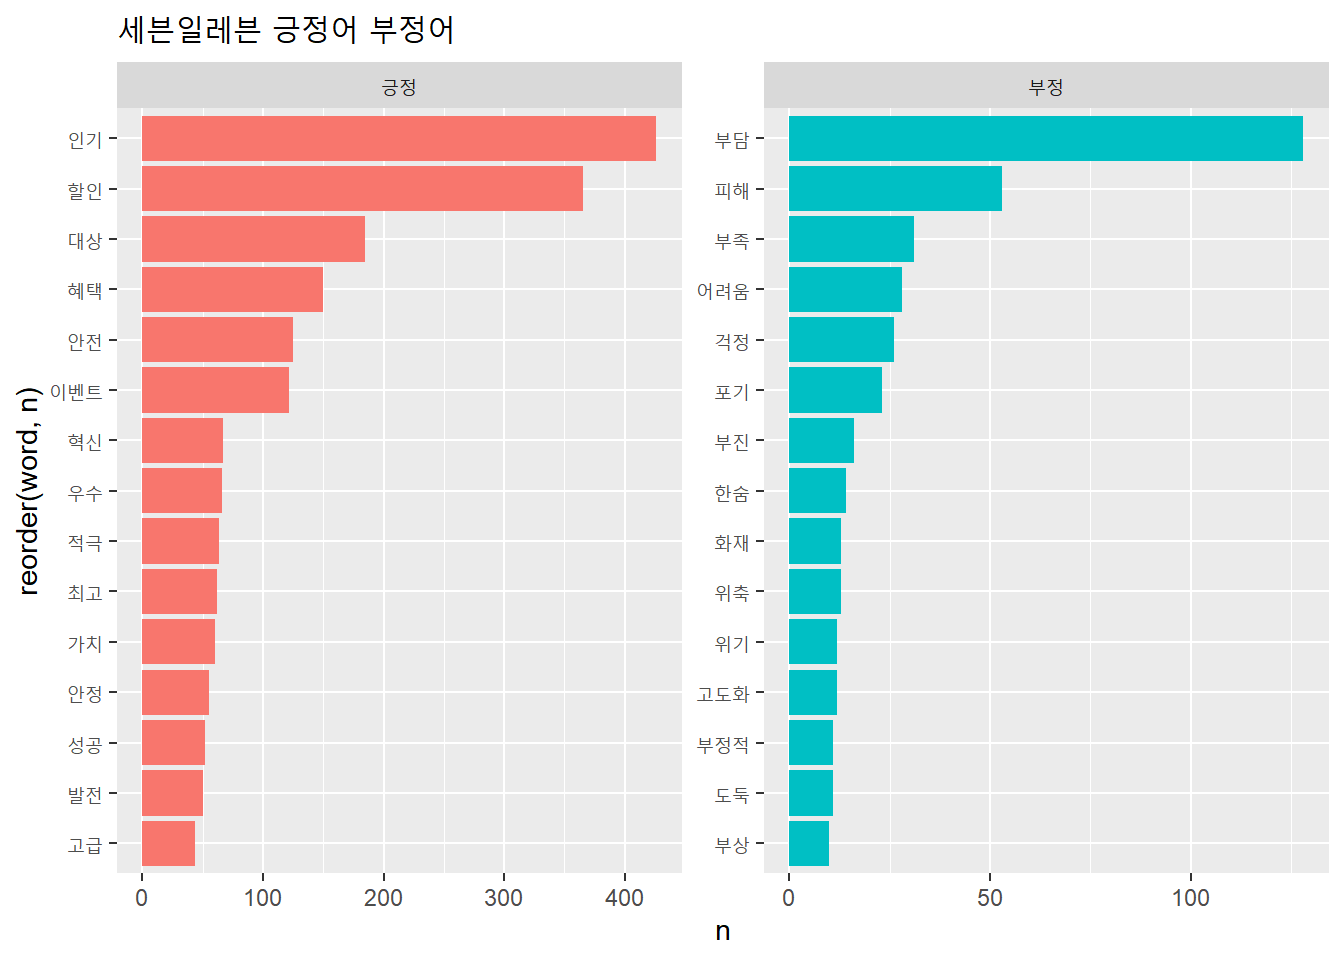 세븐일레븐 긍정어 부정어
긍정
부정
reorder(word, n)
인기
할인
대상
혜택
안전
이벤트
혁신
우수
적극
최고
가치
안정
성공
발전
고급
0 100 200 300 400
부담
피해
부족
어려움
걱정
포기
부진
한숨
화재
위축
위기
고도화
부정적
도둑
부상
0 50 100
n